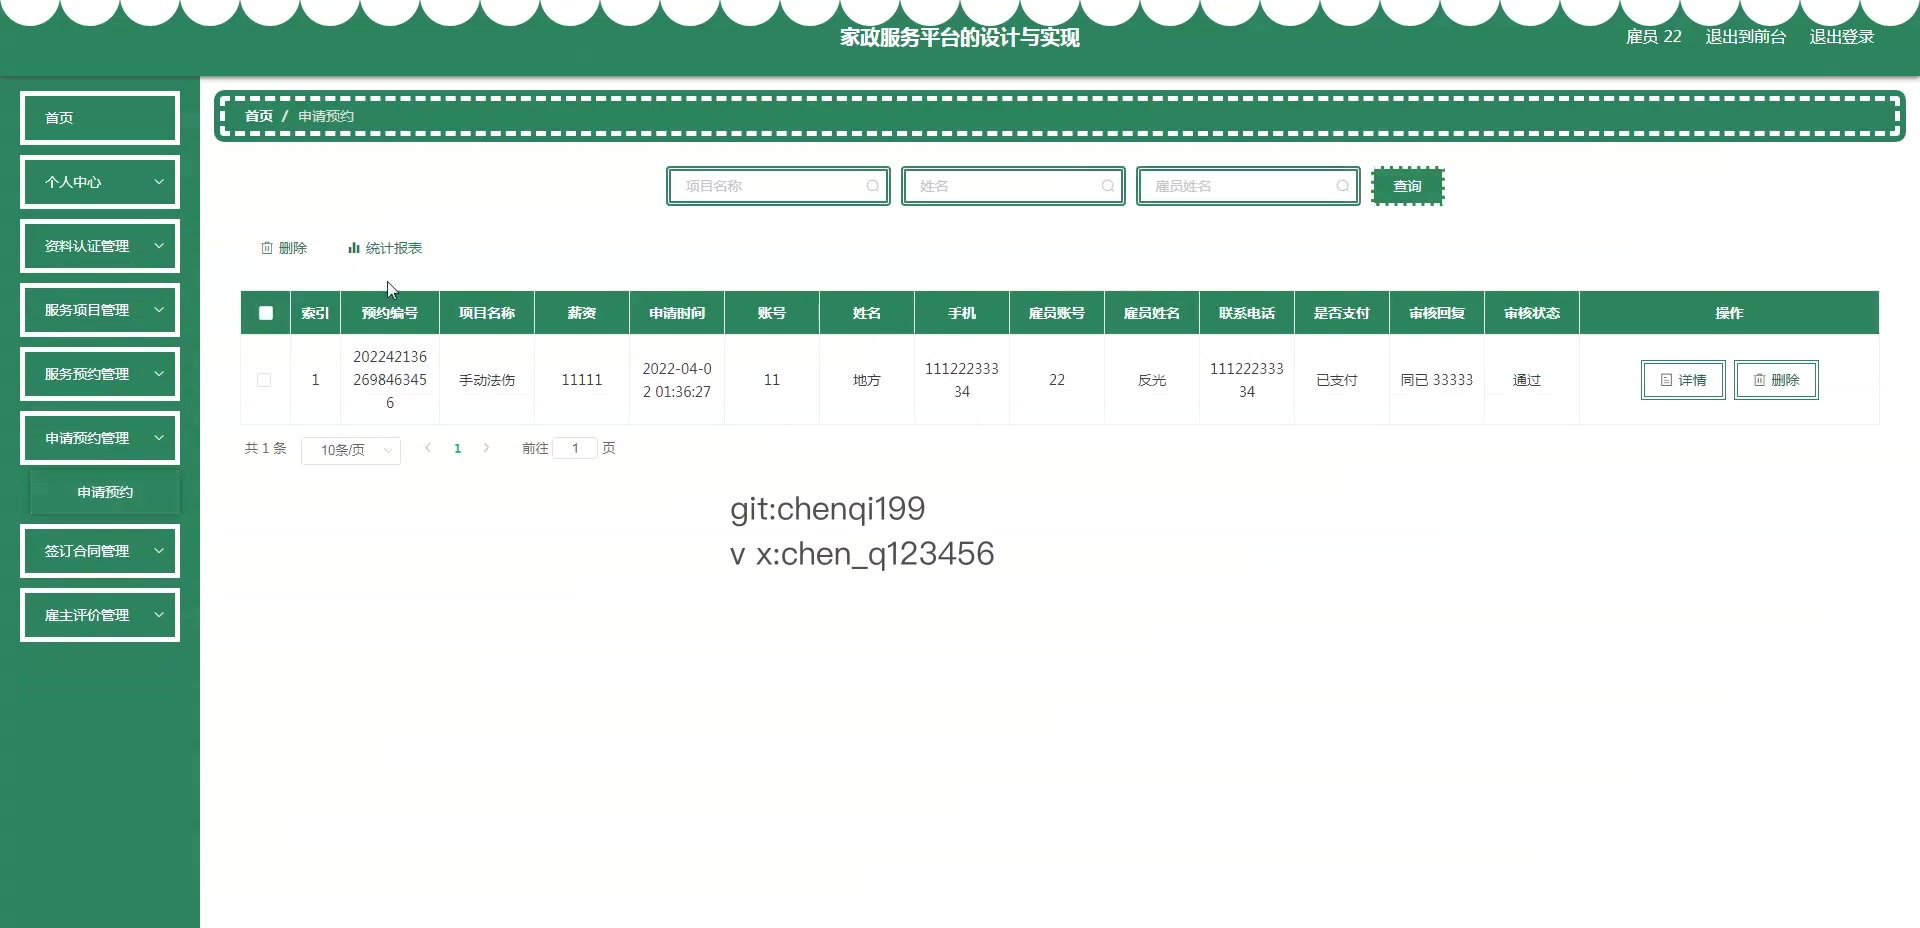 家政服务平台的设计与实现
雇员 22 退出到前台 退出登录
首页
个人中心
资料认证管理
服务项目管理
服务预约管理
申请预约管理
申请预约
签订合同管理
雇主评价管理
首页 / 申请预约
项目名称 姓名 雇员姓名 查询
删除 统计报表
索引 预约编号 项目名称 薪资 申请时间 账号 姓名 手机 雇员账号 雇员姓名 联系电话 是否支付 审核回复 审核状态 操作
202242136
269846345
6
1 手动法伤 11111
2022-04-0
2 01:36:27
11 地方
111222333
34
22 反光
111222333
34
已支付 同已 33333 通过 详情 删除
共 1 条 10条/页 1 前往 1 页
git:chenqi199
v x:chen_q123456